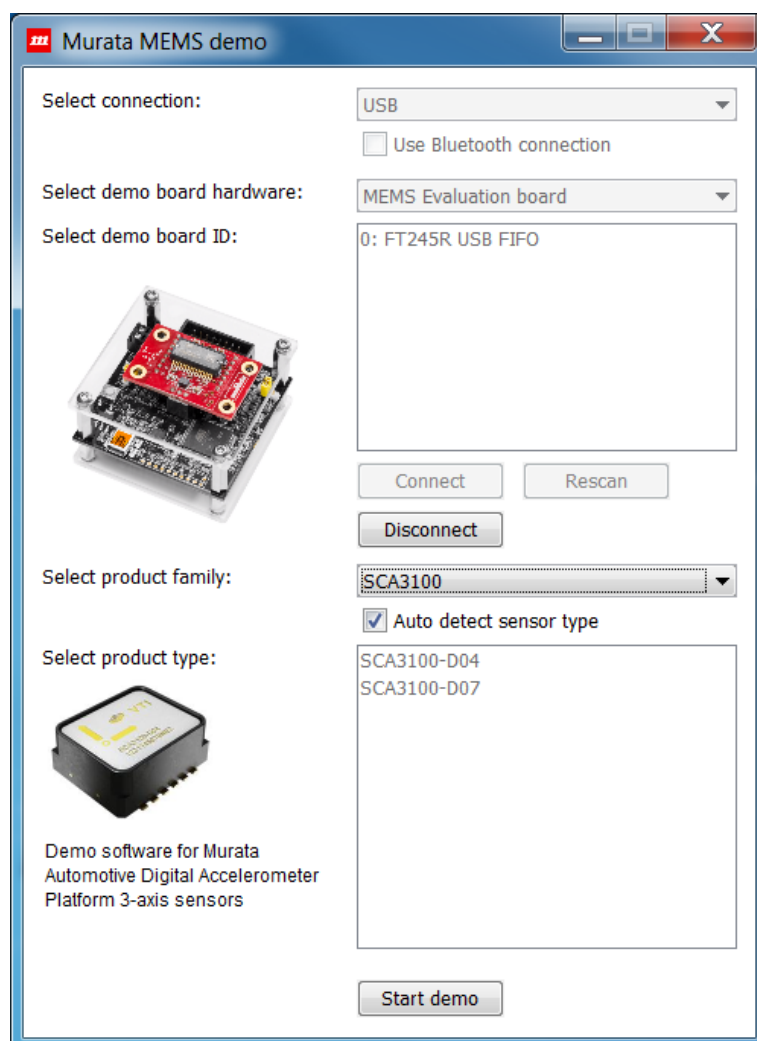 Murata MEMS demo
Select connection:
USB
Use Bluetooth connection
Select demo board hardware:
MEMS Evaluation board
Select demo board ID:
0: FT245R USB FIFO
Connect
Rescan
Disconnect
Select product family:
SCA3100
Auto detect sensor type
Select product type:
SCA3100-D04
SCA3100-D07
VTI
Demo software for Murata
Automotive Digital Accelerometer
Platform 3-axis sensors
Start demo